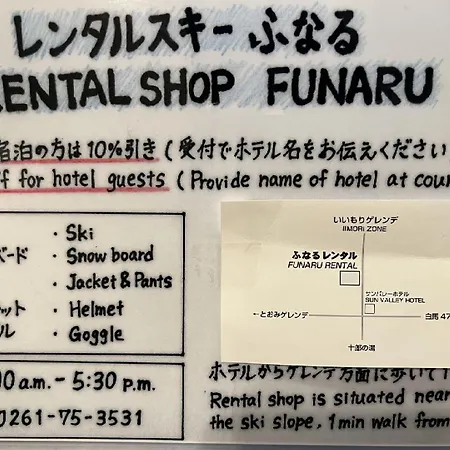 レンタルスキー ふなる
RENTAL SHOP FUNARU
宿泊の方は10%引き (受付でホテル名をお伝えください
ff for hotel guests (Provide name of hotel at coun
・Ski
ボード ・Snow board
・Jacket & Pants
ット ・Helmet
ル ・Goggle
00 a.m. - 5:30 p.m.
0261-75-3531
いいもりゲレンデ
IIMORI ZONE
ふなるレンタル
FUNARU RENTAL
サンバレーホテル
SUN VALLEY HOTEL
←とおみゲレンデ
白馬 47
十郎の湯
ホテルからゲレンデ方面に歩いて1
Rental shop is situated near
the ski slope, 1 min walk from